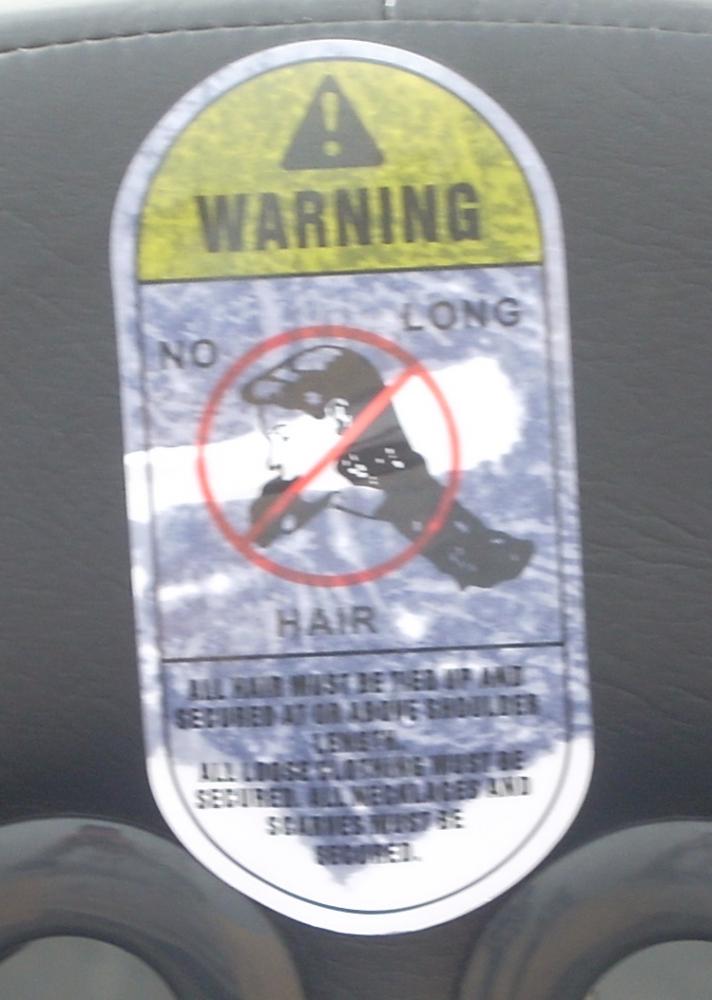 WARNING
NO LONG
HAIR
ALL HAIR MUST BE TIED UP AND
SECURED AT OR ABOVE SHOULDER
LENGTH.
ALL LOOSE CLOTHING MUST BE
SECURED. ALL NECKLACES AND
SCARVES MUST BE
SECURED.